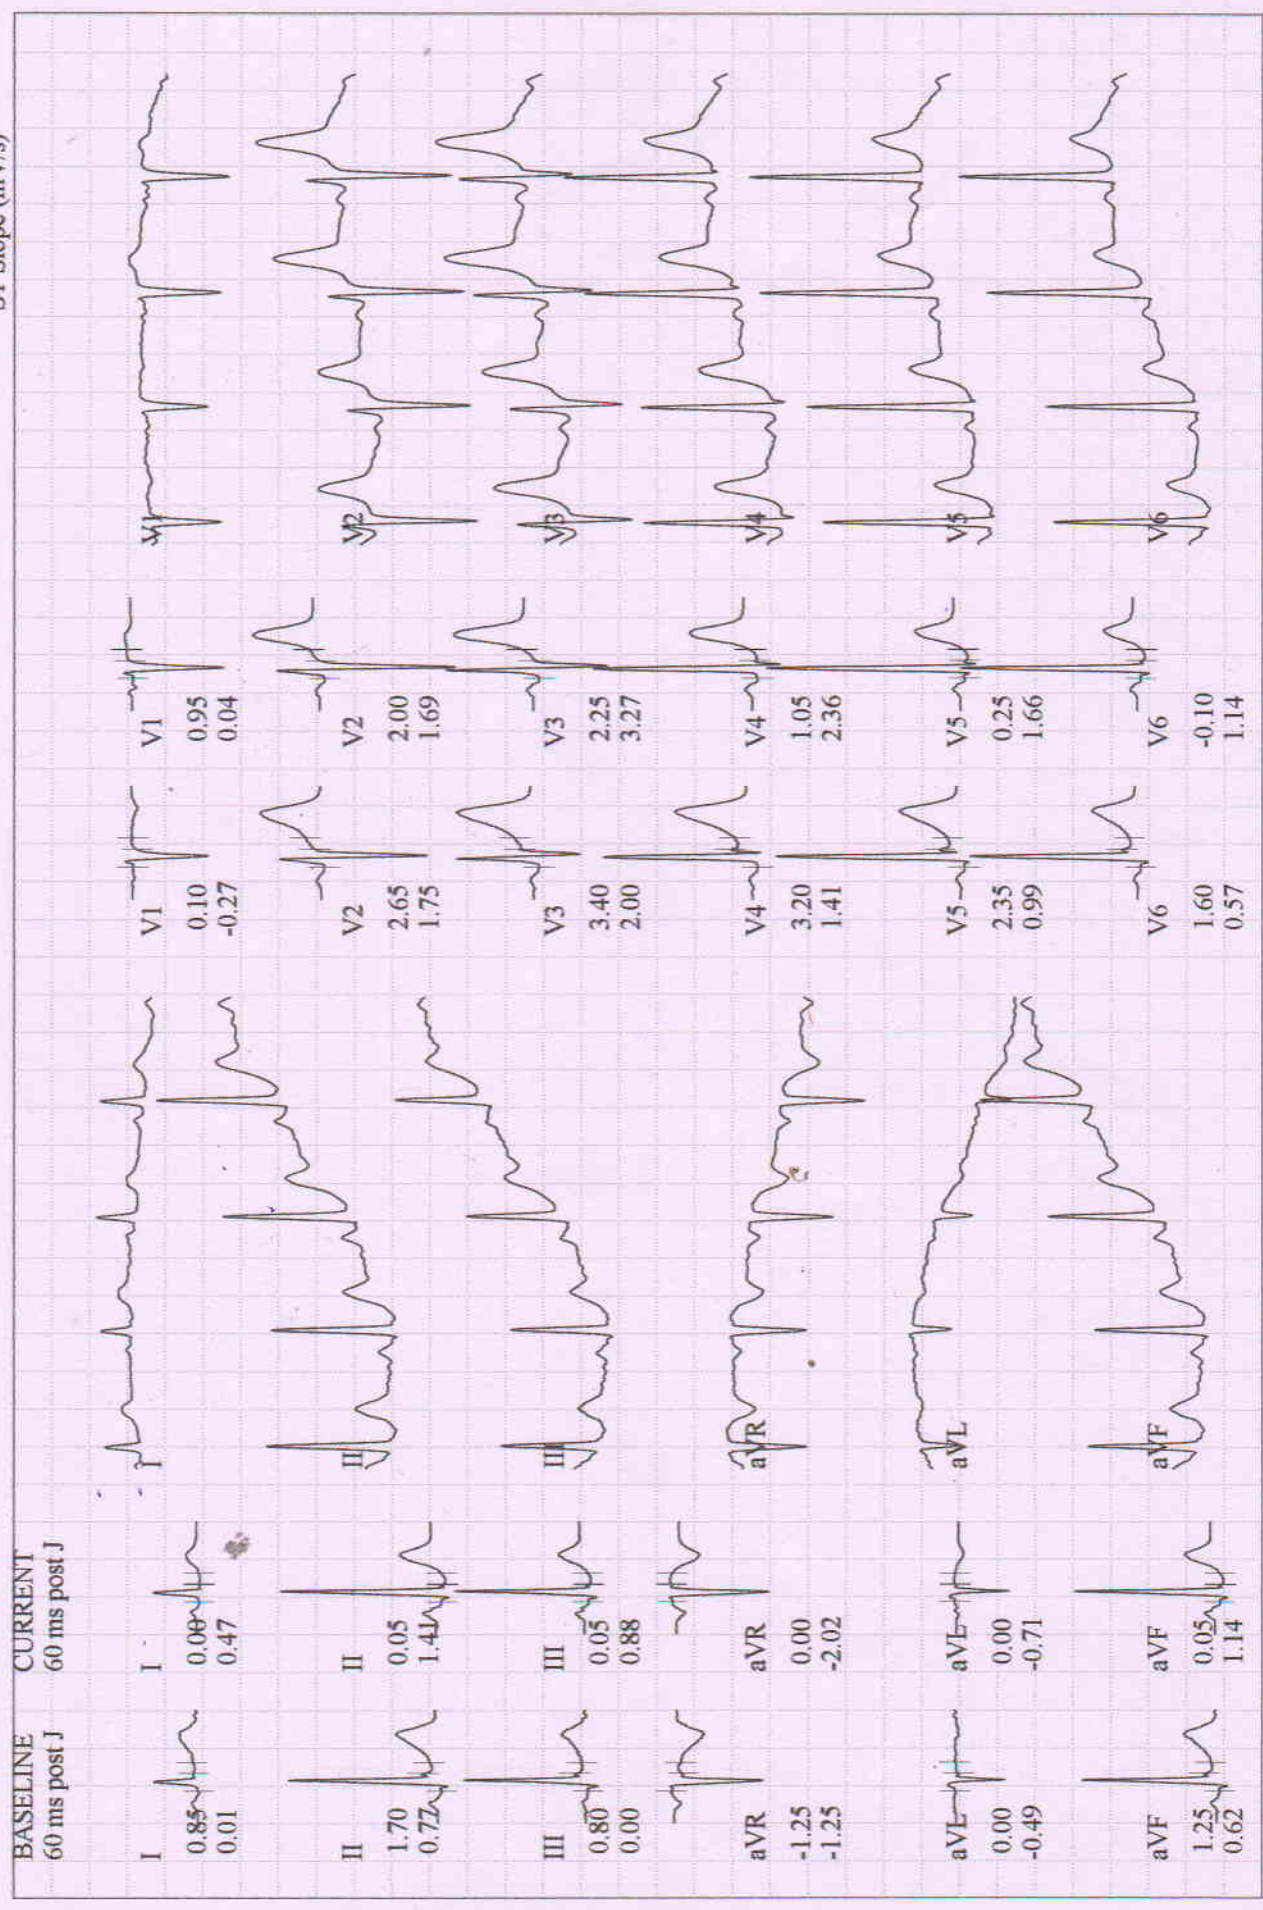 ST Slope (mV/s)
BASELINE CURRENT
60 ms post J 60 ms post J
I I I V1 V1 V1
0.85 0.00 0.10 0.95
0.01 0.47 -0.27 0.04
II II II V2 V2 V2
1.70 0.05 2.65 2.00
0.77 1.41 1.75 1.69
III III III V3 V3 V3
0.80 0.05 3.40 2.25
0.00 0.88 2.00 3.27
aVR aVR aVR V4 V4 V4
-1.25 0.00 3.20 1.05
-1.25 -2.02 1.41 2.36
aVL aVL aVL V5 V5 V5
0.00 0.00 2.35 0.25
-0.49 -0.71 0.99 1.66
aVF aVF aVF V6 V6 V6
1.25 0.05 1.60 -0.10
0.62 1.14 0.57 1.14